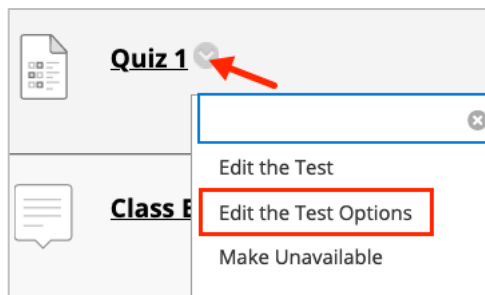 Quiz 1
Edit the Test
Class
Edit the Test Options
Make Unavailable